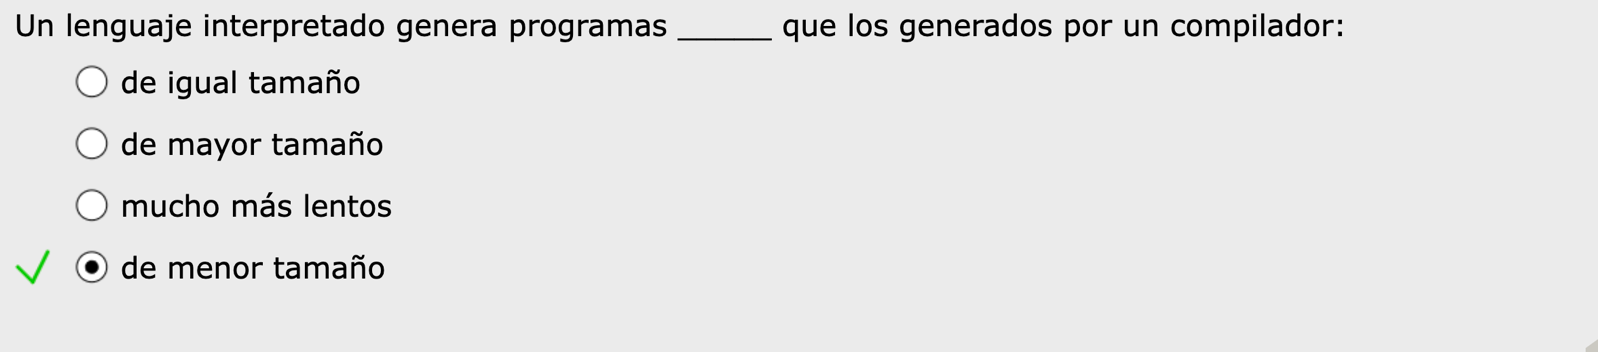 Un lenguaje interpretado genera programas ______ que los generados por un compilador:
de igual tamaño
de mayor tamaño
mucho más lentos
de menor tamaño